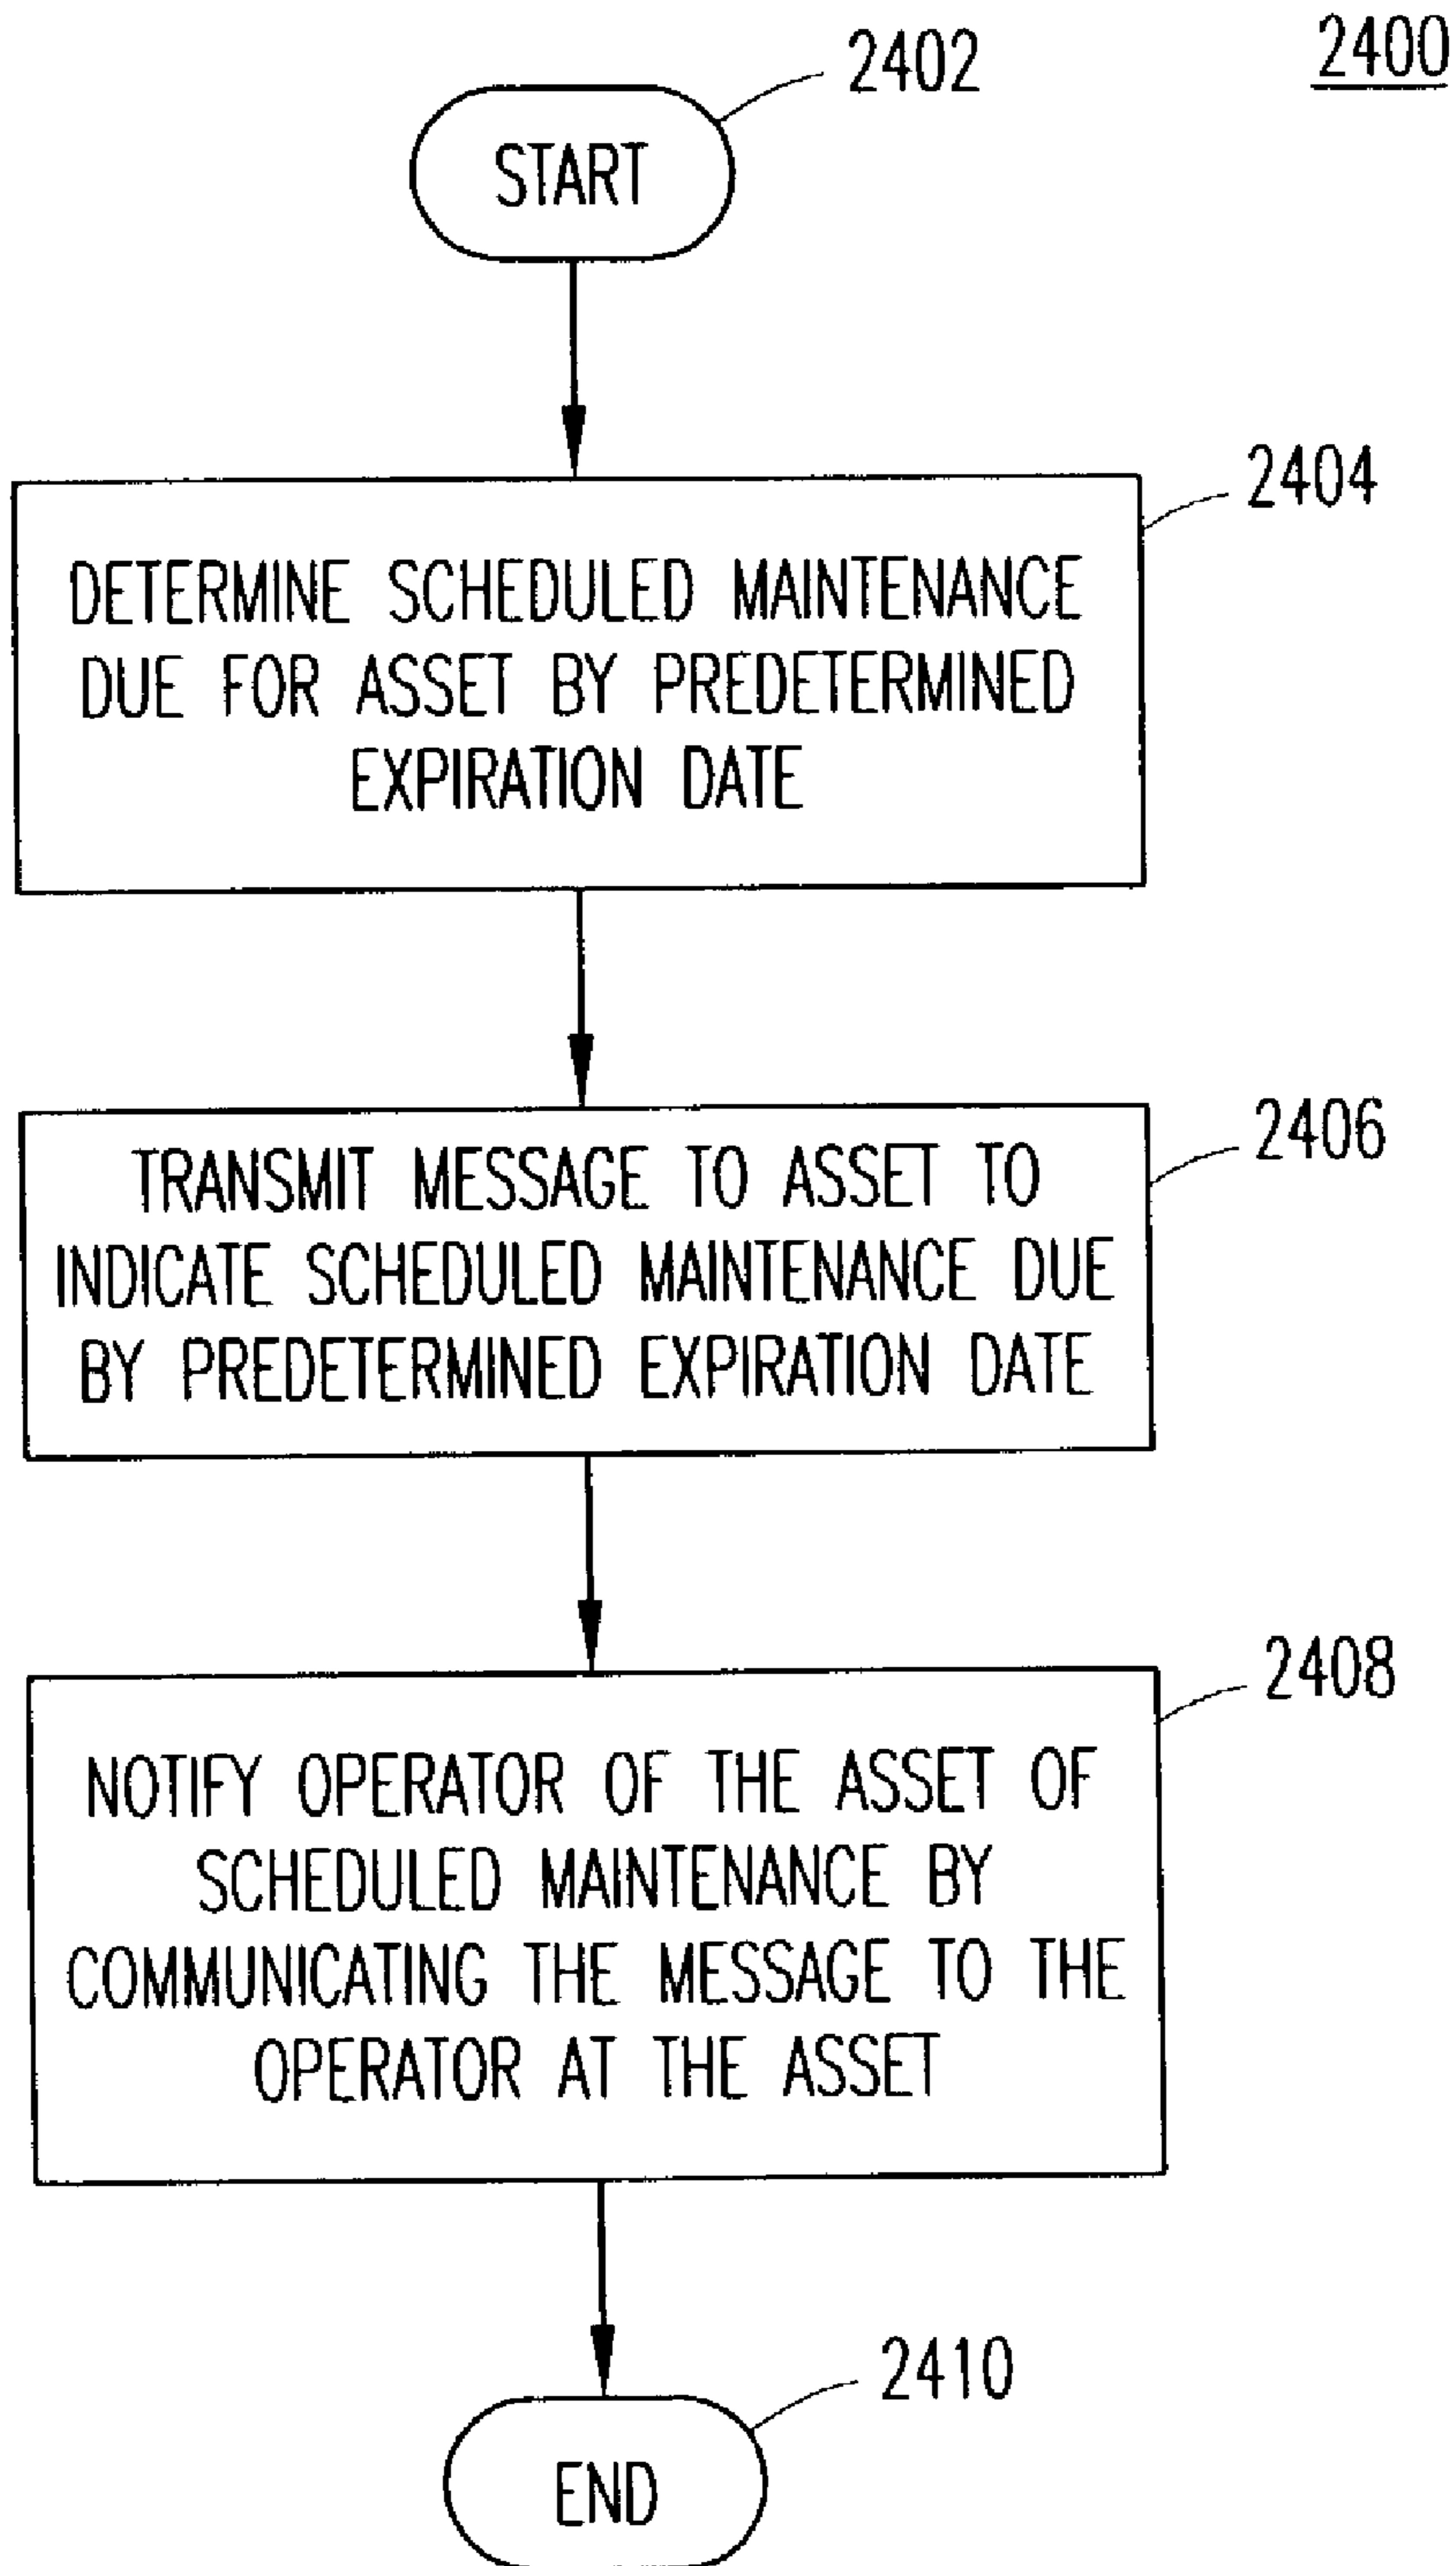 2400
2402
START
2404
DETERMINE SCHEDULED MAINTENANCE
DUE FOR ASSET BY PREDETERMINED
EXPIRATION DATE
2406
TRANSMIT MESSAGE TO ASSET TO
INDICATE SCHEDULED MAINTENANCE DUE
BY PREDETERMINED EXPIRATION DATE
2408
NOTIFY OPERATOR OF THE ASSET OF
SCHEDULED MAINTENANCE BY
COMMUNICATING THE MESSAGE TO THE
OPERATOR AT THE ASSET
2410
END